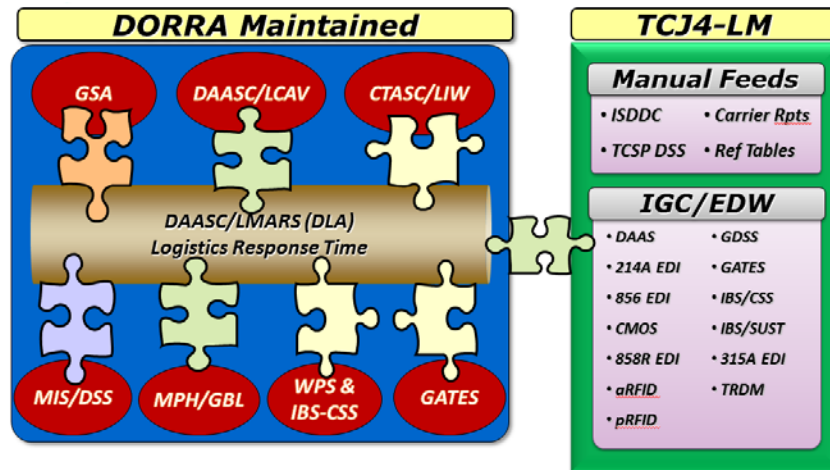 DORRA Maintained
GSA
DAASC/LCAV
CTASC/LIW
DAASC/LMARS (DLA)
Logistics Response Time
MIS/DSS
MPH/GBL
WPS &
IBS-CSS
GATES
TCJ4-LM
Manual Feeds
• ISDDC
• Carrier Rpts
• TCSP DSS
• Ref Tables
IGC/EDW
• DAAS
• GDSS
• 214A EDI
• GATES
• 856 EDI
• IBS/CSS
• CMOS
• IBS/SUST
• 858R EDI
• 315A EDI
• aRFID
• TRDM
• pRFID